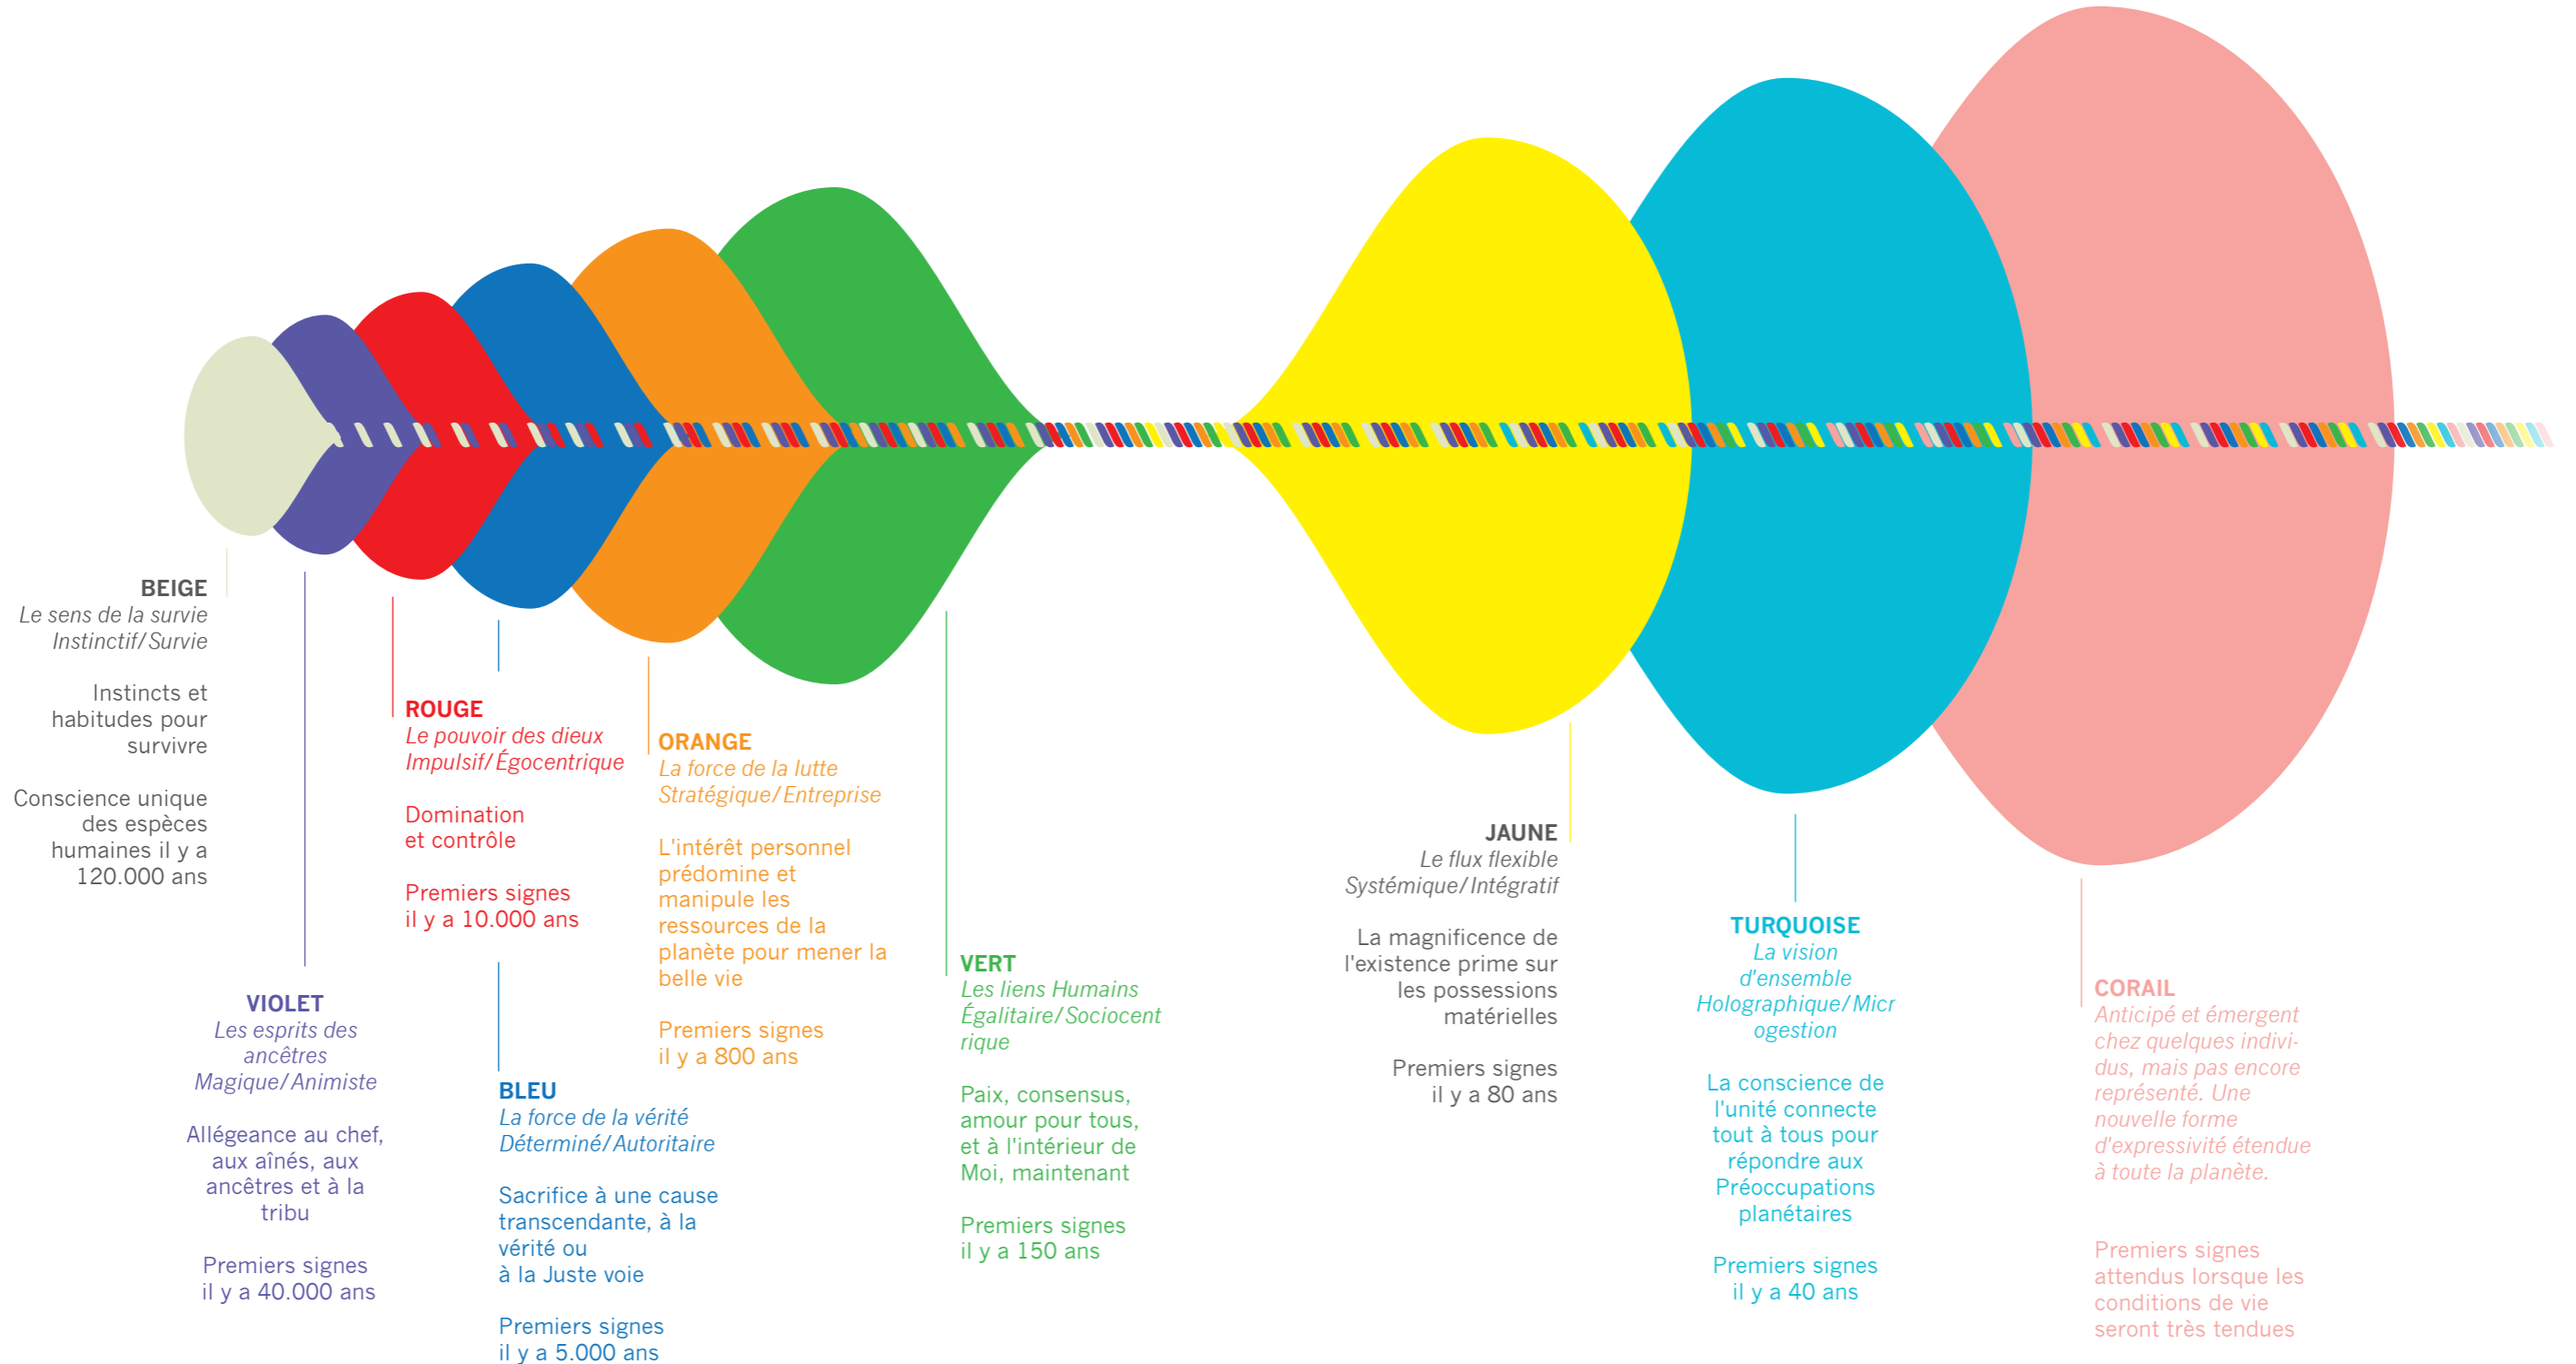 BEIGE
Le sens de la survie
Instinctif/Survie
Instincts et
habitudes pour
survivre
Conscience unique
des espèces
humaines il y a
120.000 ans
VIOLET
Les esprits des
ancêtres
Magique/Animiste
Allégeance au chef,
aux aînés, aux
ancêtres et à la
tribu
Premiers signes
il y a 40.000 ans
ROUGE
Le pouvoir des dieux
Impulsif/Égocentrique
Domination
et contrôle
Premiers signes
il y a 10.000 ans
BLEU
La force de la vérité
Déterminé/Autoritaire
Sacrifice à une cause
transcendante, à la
vérité ou
à la Juste voie
Premiers signes
il y a 5.000 ans
ORANGE
La force de la lutte
Stratégique/Entreprise
L'intérêt personnel
prédomine et
manipule les
ressources de la
planète pour mener la
belle vie
Premiers signes
il y a 800 ans
VERT
Les liens Humains
Égalitaire/Sociocent
rique
Paix, consensus,
amour pour tous,
et à l'intérieur de
Moi, maintenant
Premiers signes
il y a 150 ans
JAUNE
Le flux flexible
Systémique/Intégratif
La magnificence de
l'existence prime sur
les possessions
matérielles
Premiers signes
il y a 80 ans
TURQUOISE
La vision
d'ensemble
Holographique/Micr
ogestion
La conscience de
l'unité connecte
tout à tous pour
répondre aux
Préoccupations
planétaires
Premiers signes
il y a 40 ans
CORAIL
Anticipé et émergent
chez quelques indivi-
dus, mais pas encore
représenté. Une
nouvelle forme
d'expressivité étendue
à toute la planète.
Premiers signes
attendus lorsque les
conditions de vie
seront très tendues